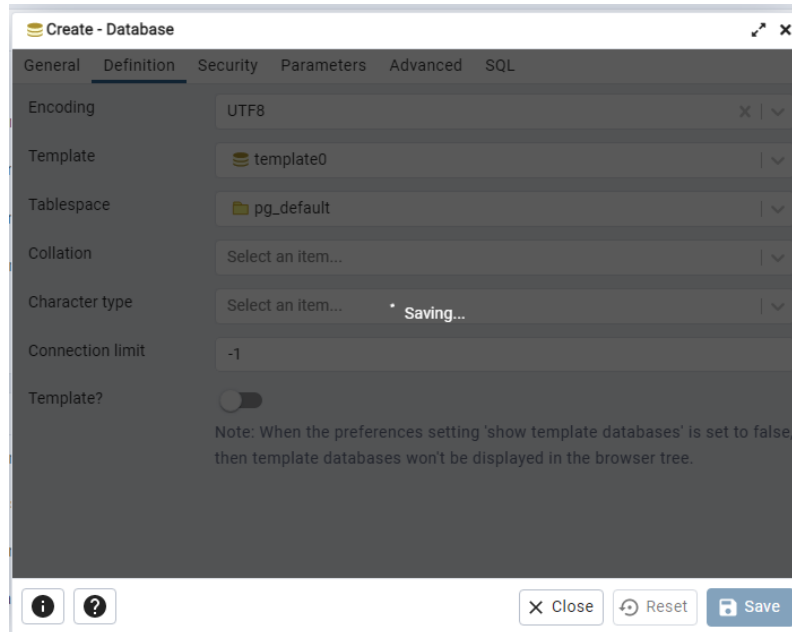 Create - Database
General Definition Security Parameters Advanced SQL
Encoding UTF8
Template template0
Tablespace pg_default
Collation Select an item...
Character type Select an item...
Saving...
Connection limit -1
Template?
Note: When the preferences setting 'show template databases' is set to false,
then template databases won't be displayed in the browser tree.
Close Reset Save